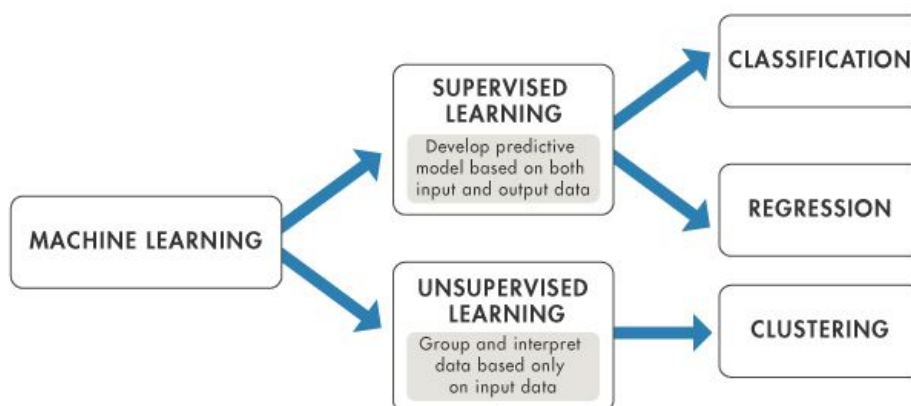 MACHINE LEARNING
SUPERVISED
LEARNING
Develop predictive
model based on both
input and output data
UNSUPERVISED
LEARNING
Group and interpret
data based only
on input data
CLASSIFICATION
REGRESSION
CLUSTERING